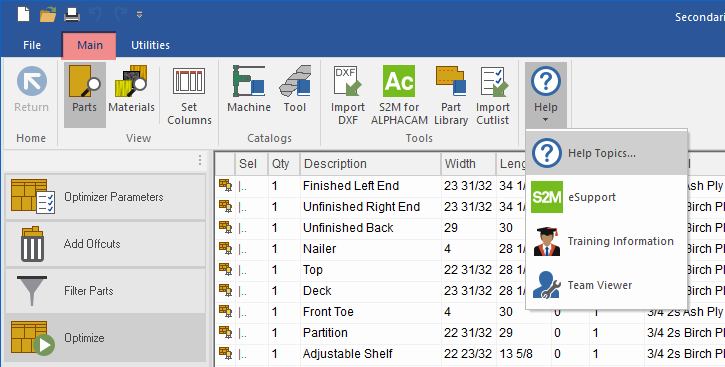 Secondari
File Main Utilities
Return Parts Materials Set Columns Machine Tool Import DXF S2M for ALPHACAM Part Library Import Cutlist Help
Home View Catalogs Tools
DXF Ac
Help Topics...
S2M eSupport
Training Information
Team Viewer
Optimizer Parameters
Add Offcuts
Filter Parts
Optimize
Sel Qty Description Width Leng l
|.. 1 Finished Left End 23 31/32 34 1/ s Ash Ply
|.. 1 Unfinished Right End 23 31/32 34 1/ s Birch Pl
|.. 1 Unfinished Back 29 30 s Birch Pl
|.. 1 Nailer 4 28 1/ s Birch Pl
|.. 1 Top 22 31/32 28 1/ s Birch Pl
|.. 1 Deck 23 31/32 28 1/ s Birch Pl
|.. 1 Front Toe 4 30 0 1 3/4 2s Ash Ply
|.. 1 Partition 22 31/32 29 0 1 3/4 2s Birch Pl
|.. 1 Adjustable Shelf 22 23/32 13 5/8 0 1 3/4 2s Birch Pl